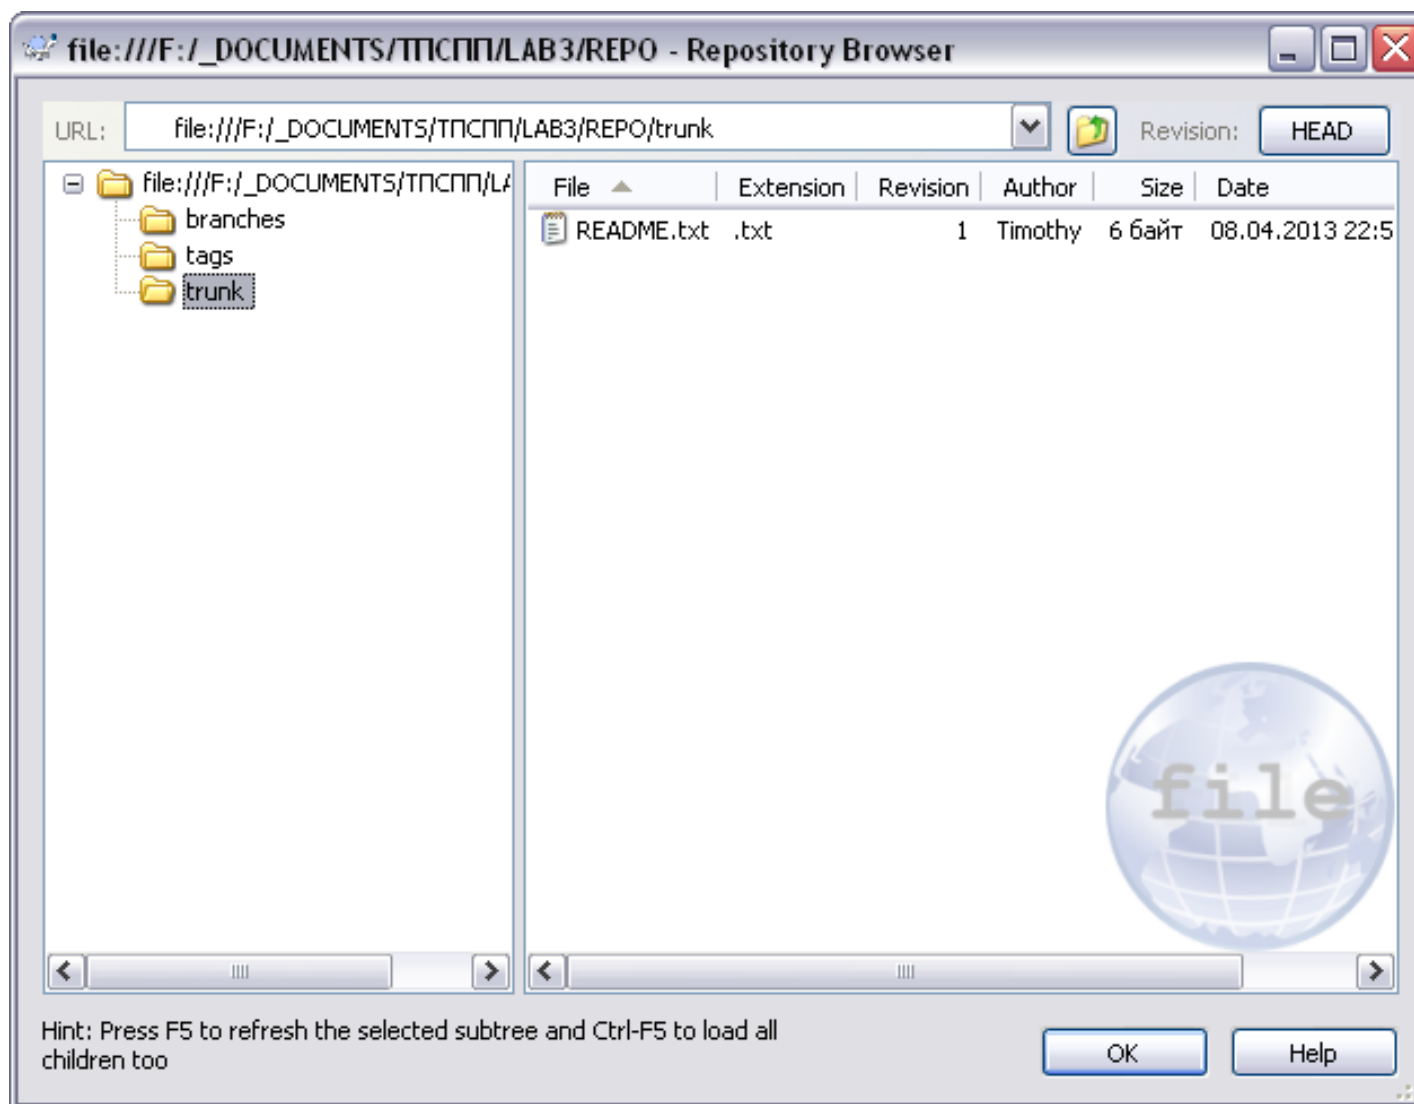 file:///F:/_DOCUMENTS/ТПСПП/LAB3/REPO - Repository Browser
URL: file:///F:/_DOCUMENTS/ТПСПП/LAB3/REPO/trunk Revision: HEAD
file:///F:/_DOCUMENTS/ТПСПП/LA
branches
tags
trunk
File Extension Revision Author Size Date
README.txt .txt 1 Timothy 6 байт 08.04.2013 22:5
file
Hint: Press F5 to refresh the selected subtree and Ctrl-F5 to load all
children too
OK Help